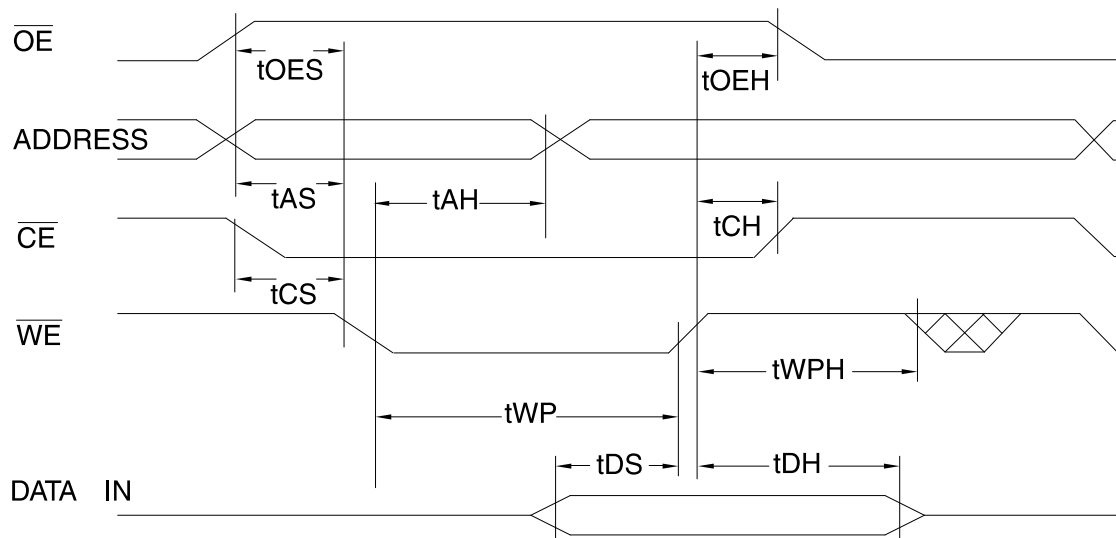 OE
tOES
tOEH
ADDRESS
tAS
tAH
tCH
CE
tCS
WE
tWPH
tWP
tDS
tDH
DATA IN